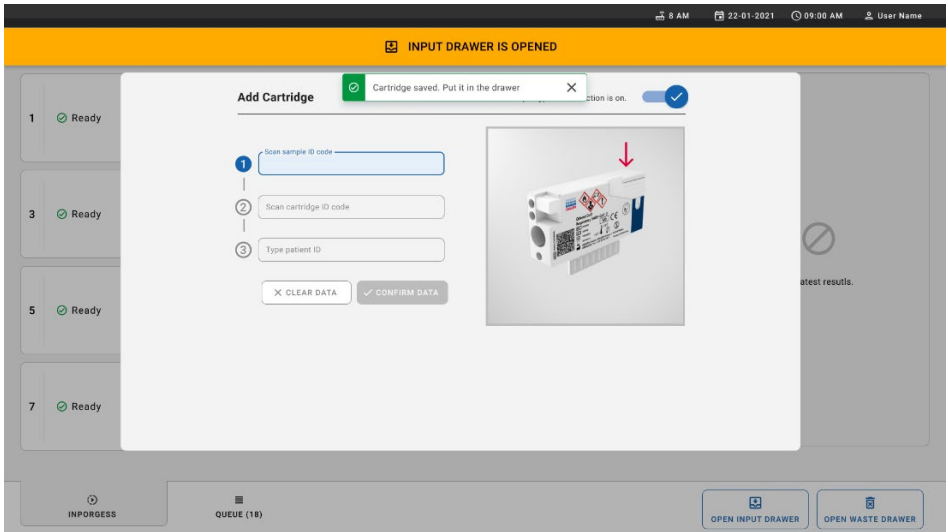 8 AM
22-01-2021
09:00 AM
User Name
INPUT DRAWER IS OPENED
Cartridge saved. Put it in the drawer
Add Cartridge
ction is on.
1 Ready
3 Ready
5 Ready
7 Ready
1 Scan sample ID code
2 Scan cartridge ID code
3 Type patient ID
CLEAR DATA
CONFIRM DATA
CE
atest resutls.
INPORGESS
QUEUE (18)
OPEN INPUT DRAWER
OPEN WASTE DRAWER